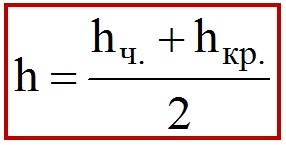 h = (hч. + hкр.) / 2